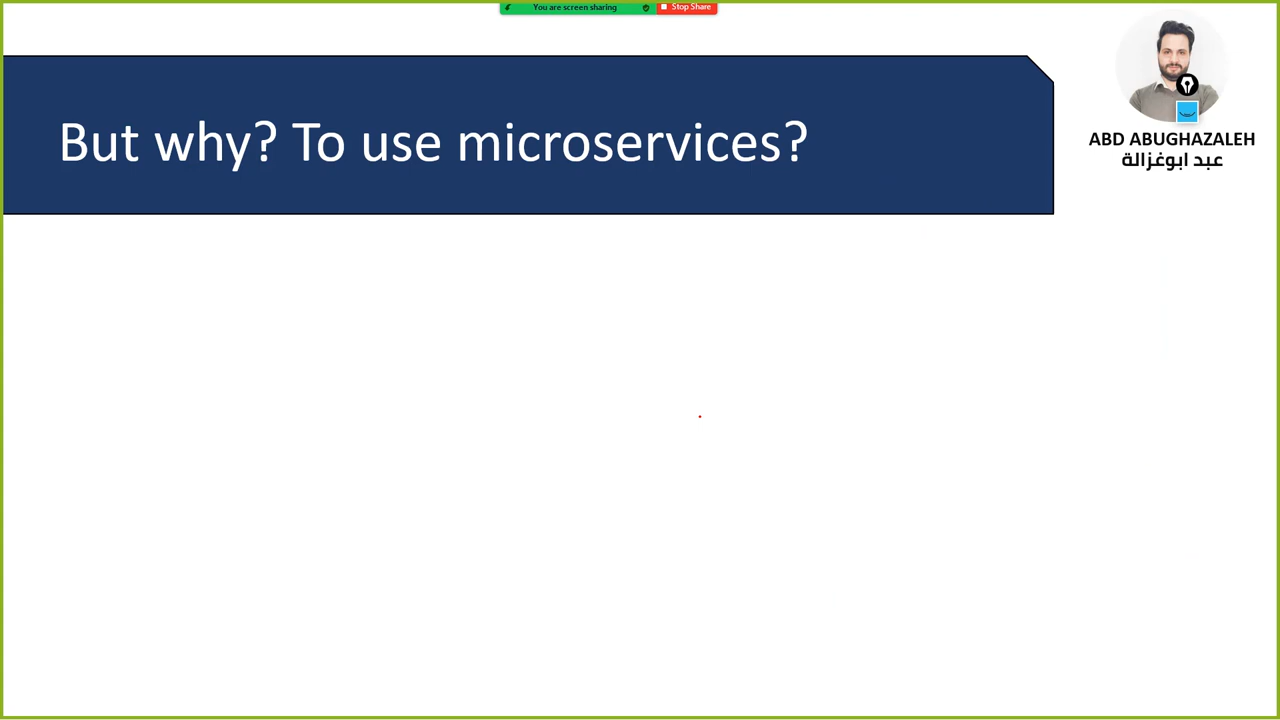 You are screen sharing
Stop Share
But why? To use microservices?
ABD ABUGHAZALEH
عبد ابوغزالة